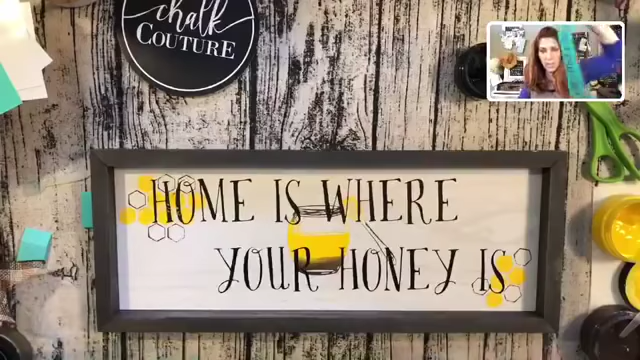 chalk
COUTURE
HOME IS WHERE
YOUR HONEY IS